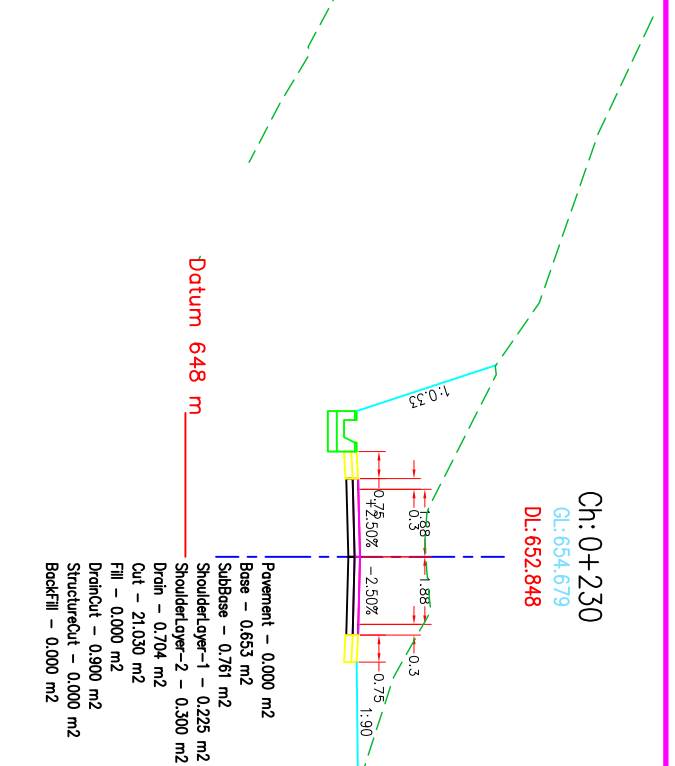 Ch: 0+230
GL: 654.679
DL: 652.848
1:0.33
1.88
1.88
0.3
0.3
0.75
0.75
+2.50%
-2.50%
1:90
Datum 648 m
Pavement - 0.000 m2
Base - 0.653 m2
SubBase - 0.761 m2
ShoulderLayer-1 - 0.225 m2
ShoulderLayer-2 - 0.300 m2
Drain - 0.704 m2
Cut - 21.030 m2
Fill - 0.000 m2
DrainCut - 0.900 m2
StructureCut - 0.000 m2
BackFill - 0.000 m2